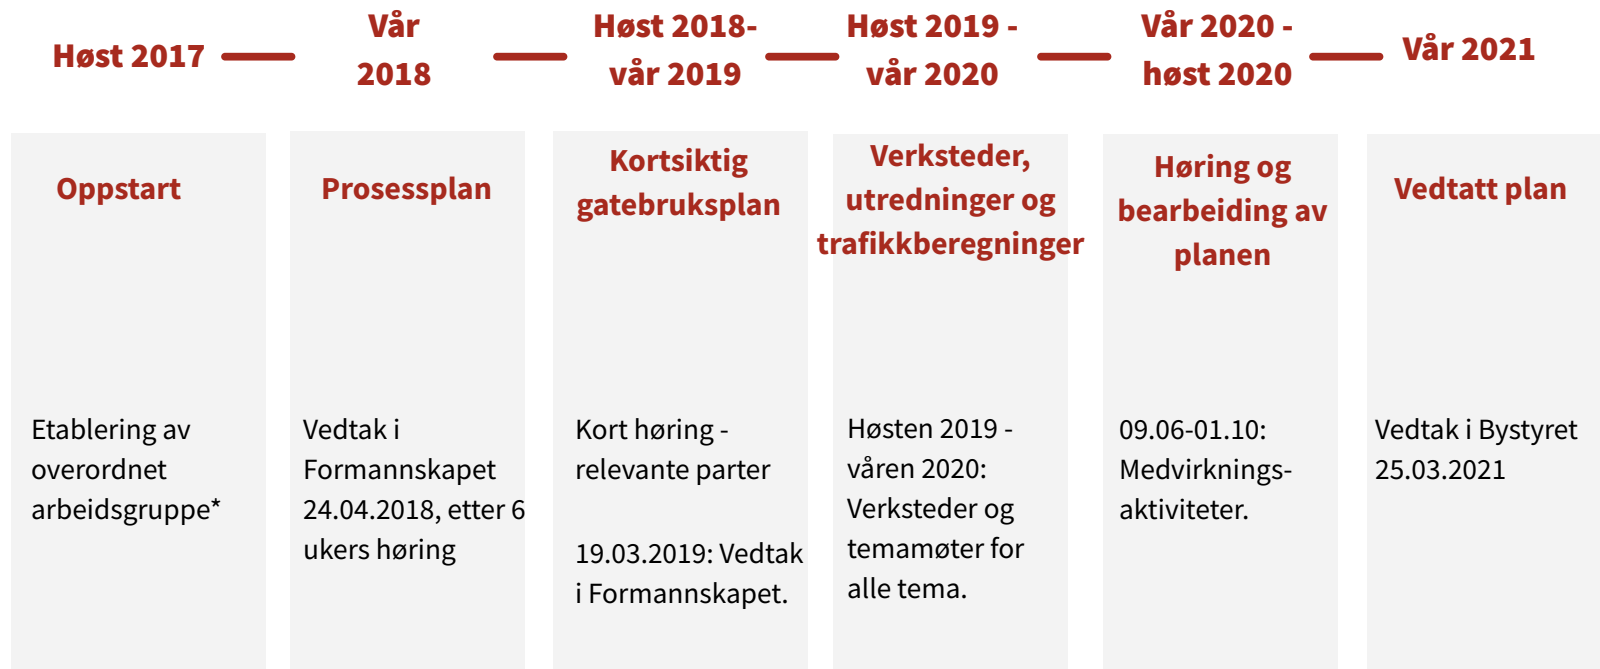 Høst 2017
Vår
2018
Høst 2018-
vår 2019
Høst 2019 -
vår 2020
Vår 2020 -
høst 2020
Vår 2021
Oppstart
Prosessplan
Kortsiktig
gatebruksplan
Verksteder,
utredninger og
trafikkberegninger
Høring og
bearbeiding av
planen
Vedtatt plan
Etablering av
overordnet
arbeidsgruppe*
Vedtak i
Formannskapet
24.04.2018, etter 6
ukers høring
Kort høring -
relevante parter
19.03.2019: Vedtak
i Formannskapet.
Høsten 2019 -
våren 2020:
Verksteder og
temamøter for
alle tema.
09.06-01.10:
Medvirknings-
aktiviteter.
Vedtak i Bystyret
25.03.2021